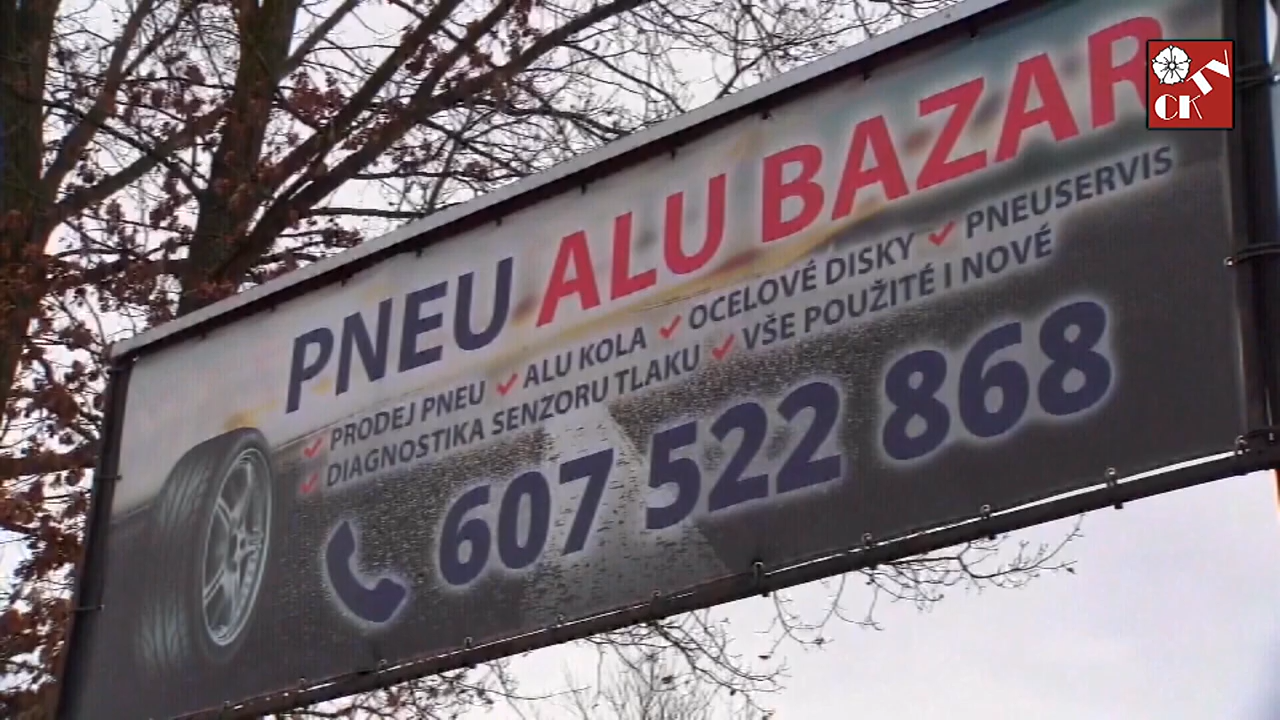 PNEU ALU BAZAR
PRODEJ PNEU ALU KOLA OCELOVÉ DISKY PNEUSERVIS
DIAGNOSTIKA SENZORU TLAKU VŠE POUŽITÉ I NOVÉ
607 522 868
CK TV